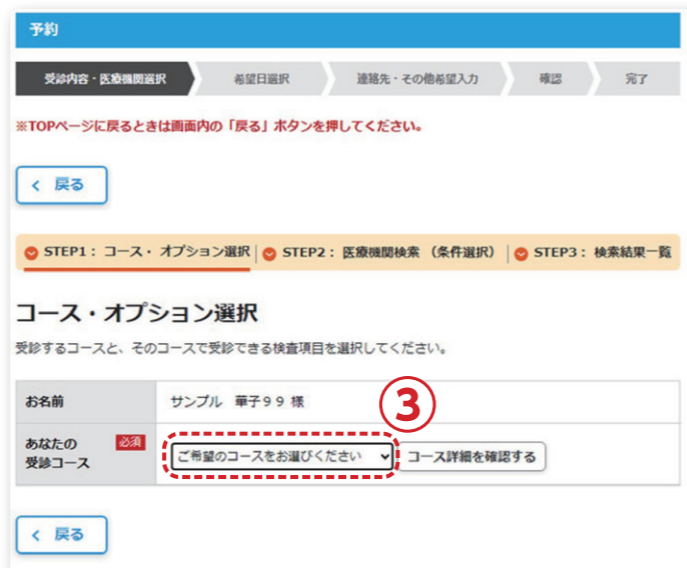 予約
受診内容・医療機関選択 希望日選択 連絡先・その他希望入力 確認 完了
※TOPページに戻るときは画面内の「戻る」ボタンを押してください。
< 戻る
STEP1： コース・ オプション選択 STEP2： 医療機関検索 （条件選択） STEP3： 検索結果一覧
コース・オプション選択
受診するコースと、そのコースで受診できる検査項目を選択してください。
お名前 サンプル 華子９９ 様
③
あなたの受診コース 必須 ご希望のコースをお選びください コース詳細を確認する
< 戻る